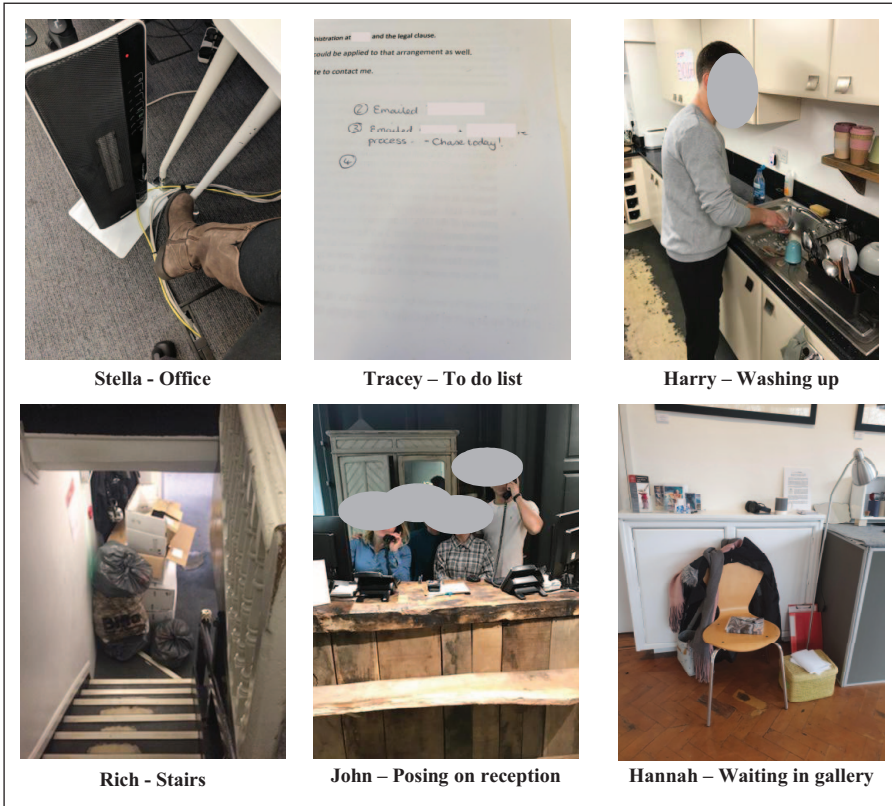 ministration at and the legal clause.
ould be applied to that arrangement as well.
te to contact me.
② Emailed
③ Emailed
process. - Chase today!
④
Stella - Office
Tracey – To do list
Harry – Washing up
Rich - Stairs
John – Posing on reception
Hannah – Waiting in gallery